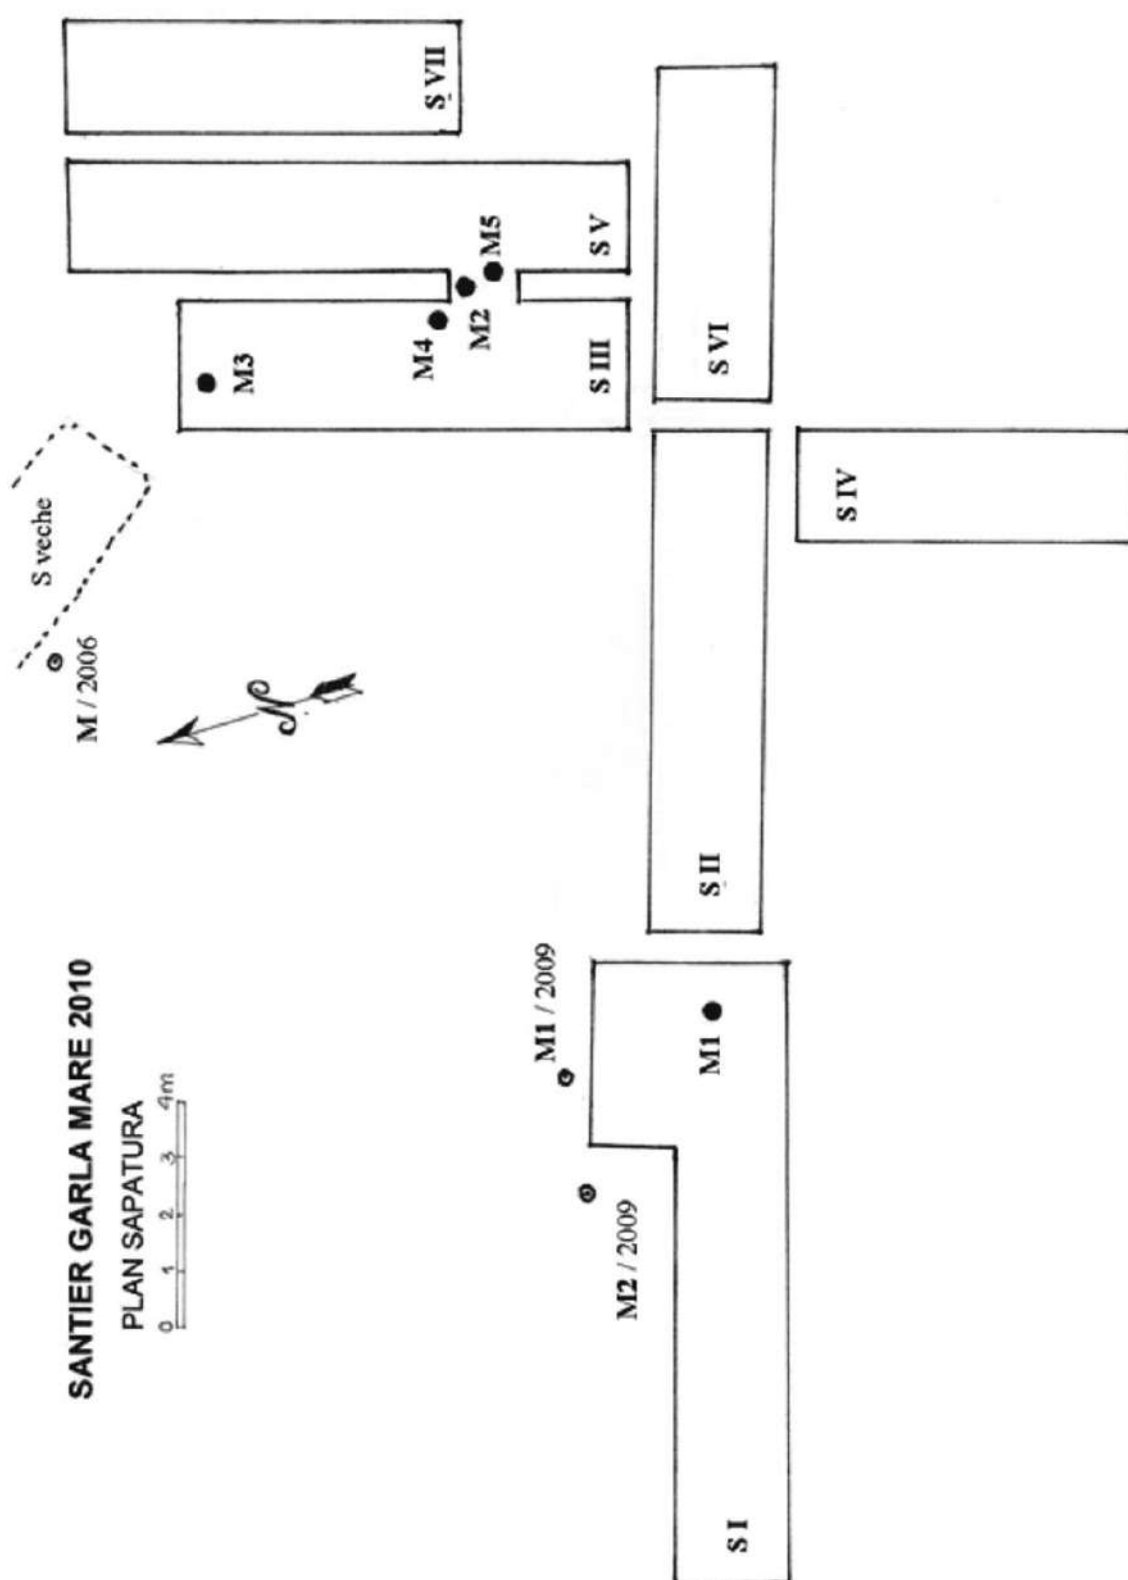 SANTIER GARLA MARE 2010
PLAN SAPATURA
0 1 2 3 4m
M / 2006
S veche
S VII
S V
M5
M2
M4
M3
S III
S VI
S IV
N
S II
M1 / 2009
M2 / 2009
M1
S I